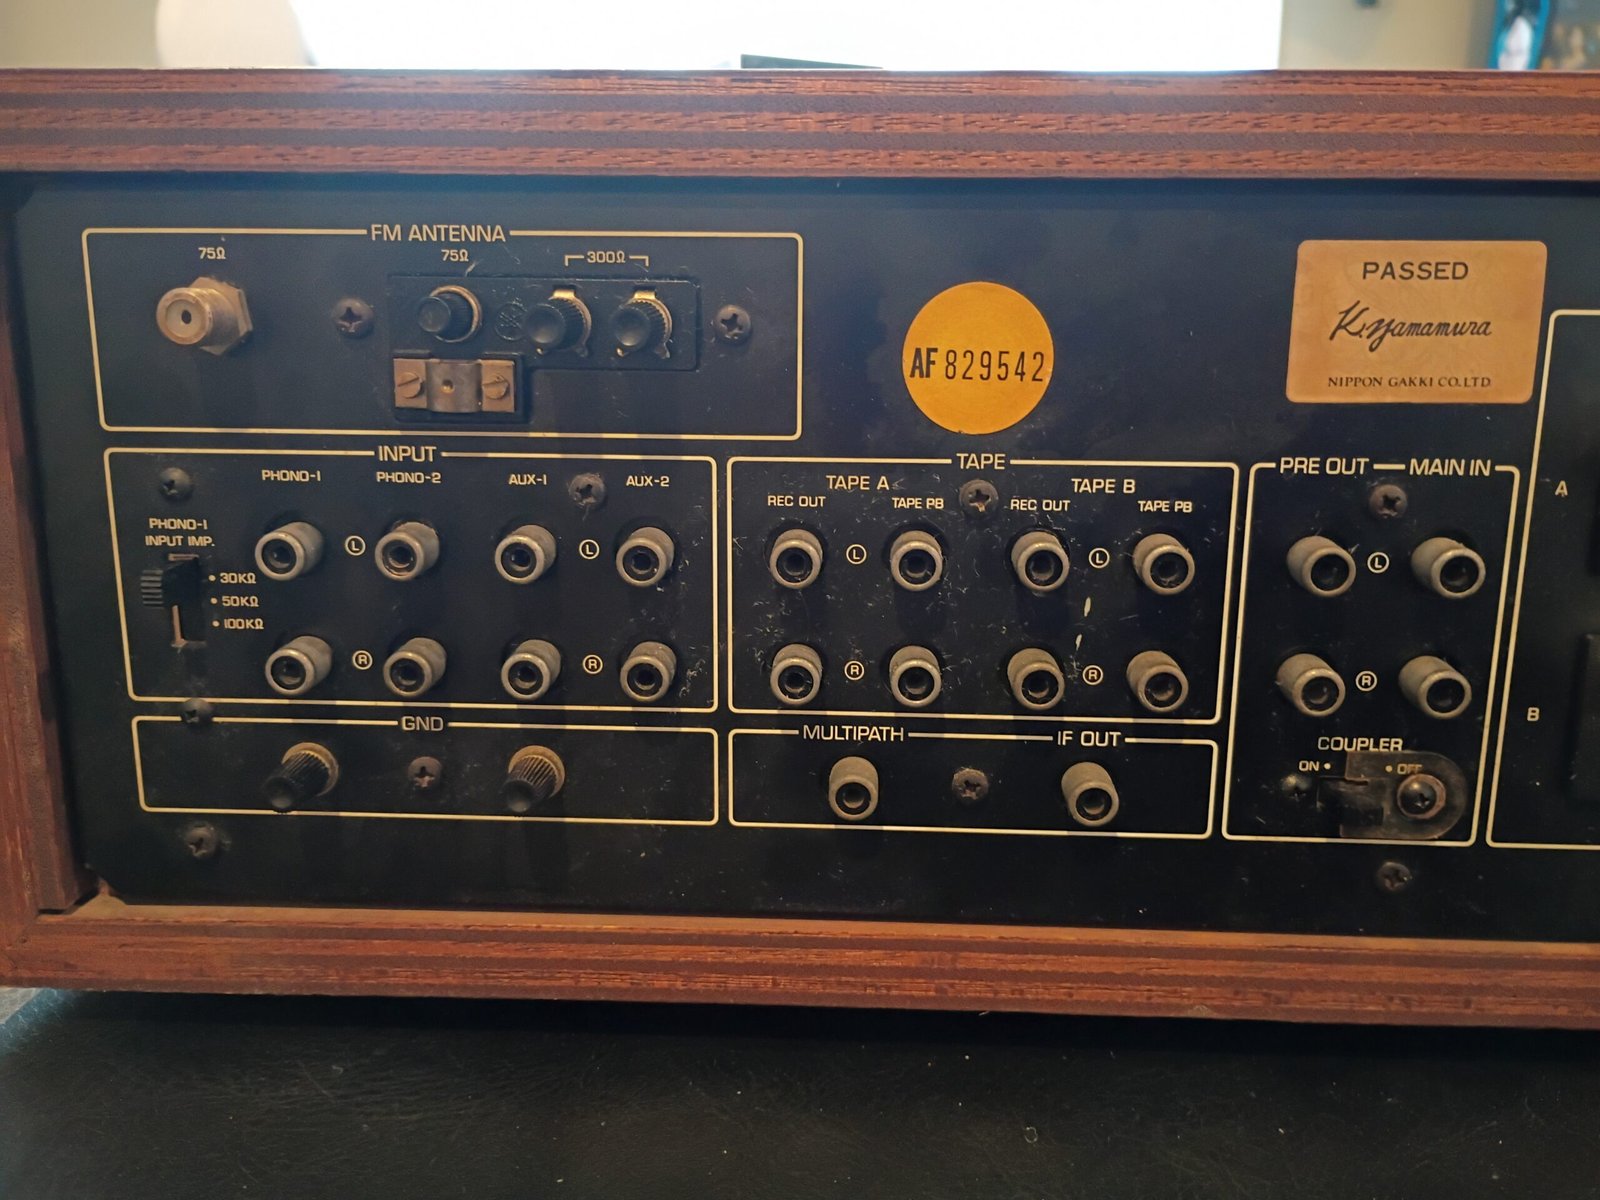 FM ANTENNA
75Ω
75Ω
300Ω
AF 829542
PASSED
K. Yamamura
NIPPON GAKKI CO. LTD.
INPUT
PHONO-1
PHONO-2
AUX-1
AUX-2
PHONO-1
INPUT IMP.
• 30KΩ
• 50KΩ
• 100KΩ
L
L
R
R
TAPE
TAPE A
TAPE B
REC OUT
TAPE PB
REC OUT
TAPE PB
L
L
R
R
PRE OUT
MAIN IN
L
R
COUPLER
ON •
• OFF
A
B
GND
MULTIPATH
IF OUT